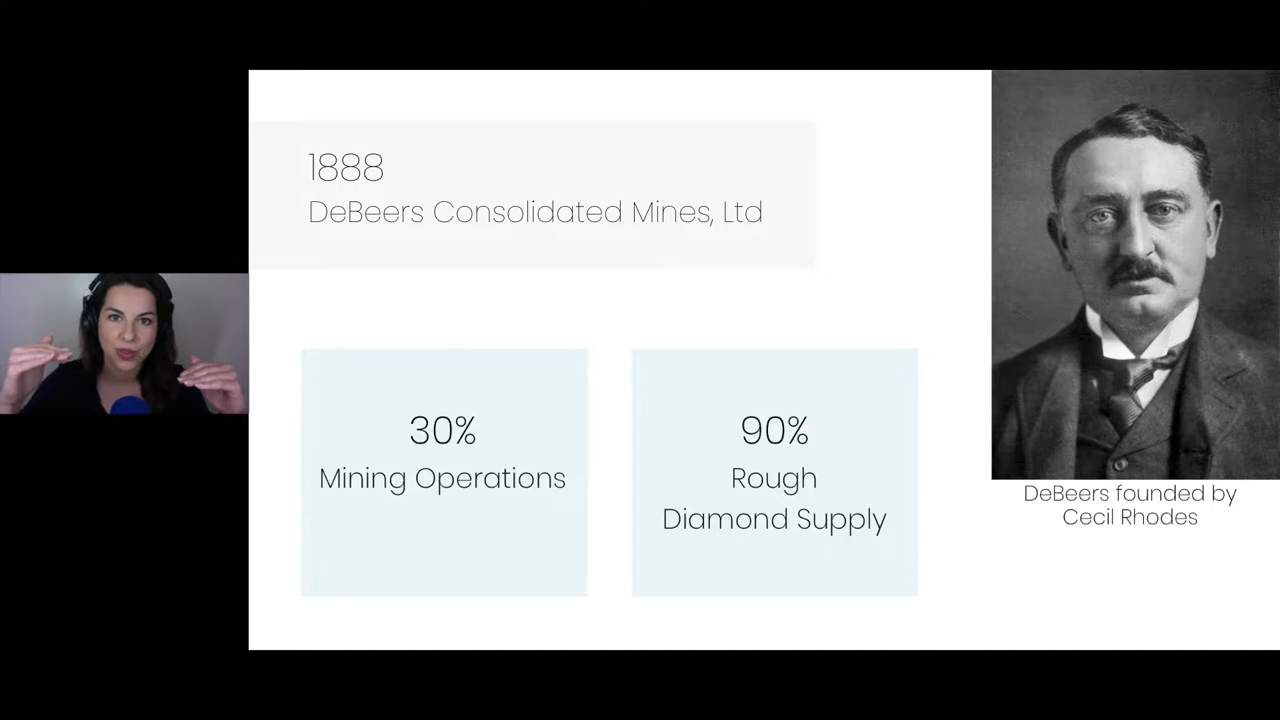 1888
DeBeers Consolidated Mines, Ltd
30%
Mining Operations
90%
Rough
Diamond Supply
DeBeers founded by
Cecil Rhodes